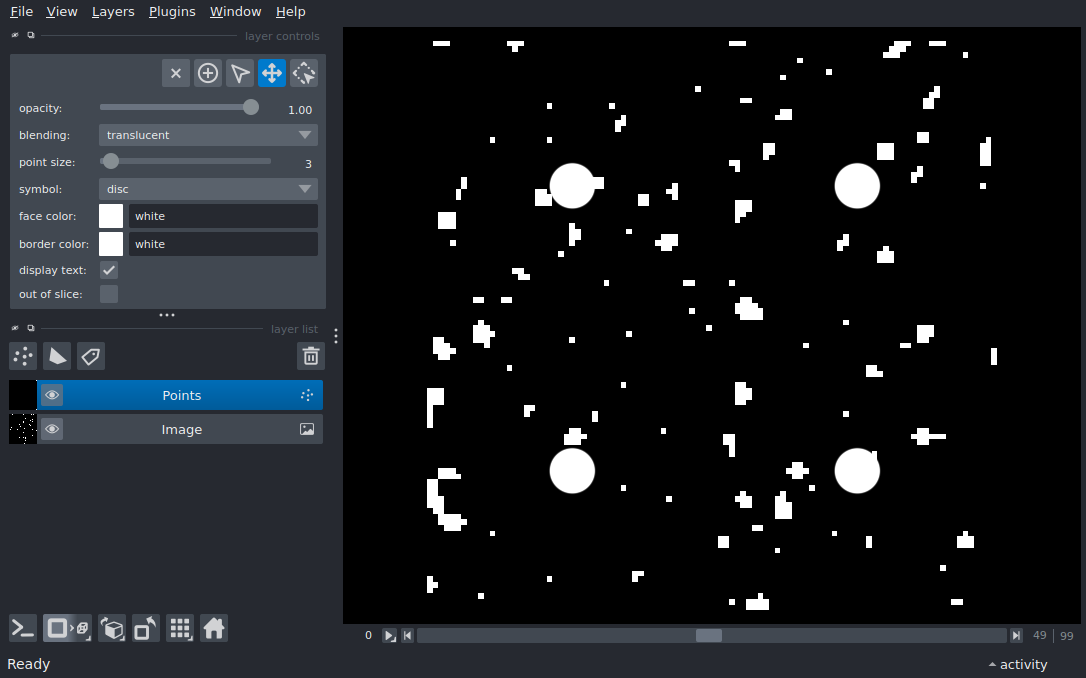 File View Layers Plugins Window Help
layer controls
opacity: 1.00
blending: translucent
point size: 3
symbol: disc
face color: white
border color: white
display text:
out of slice:
layer list
Points
Image
0 49 99
Ready activity